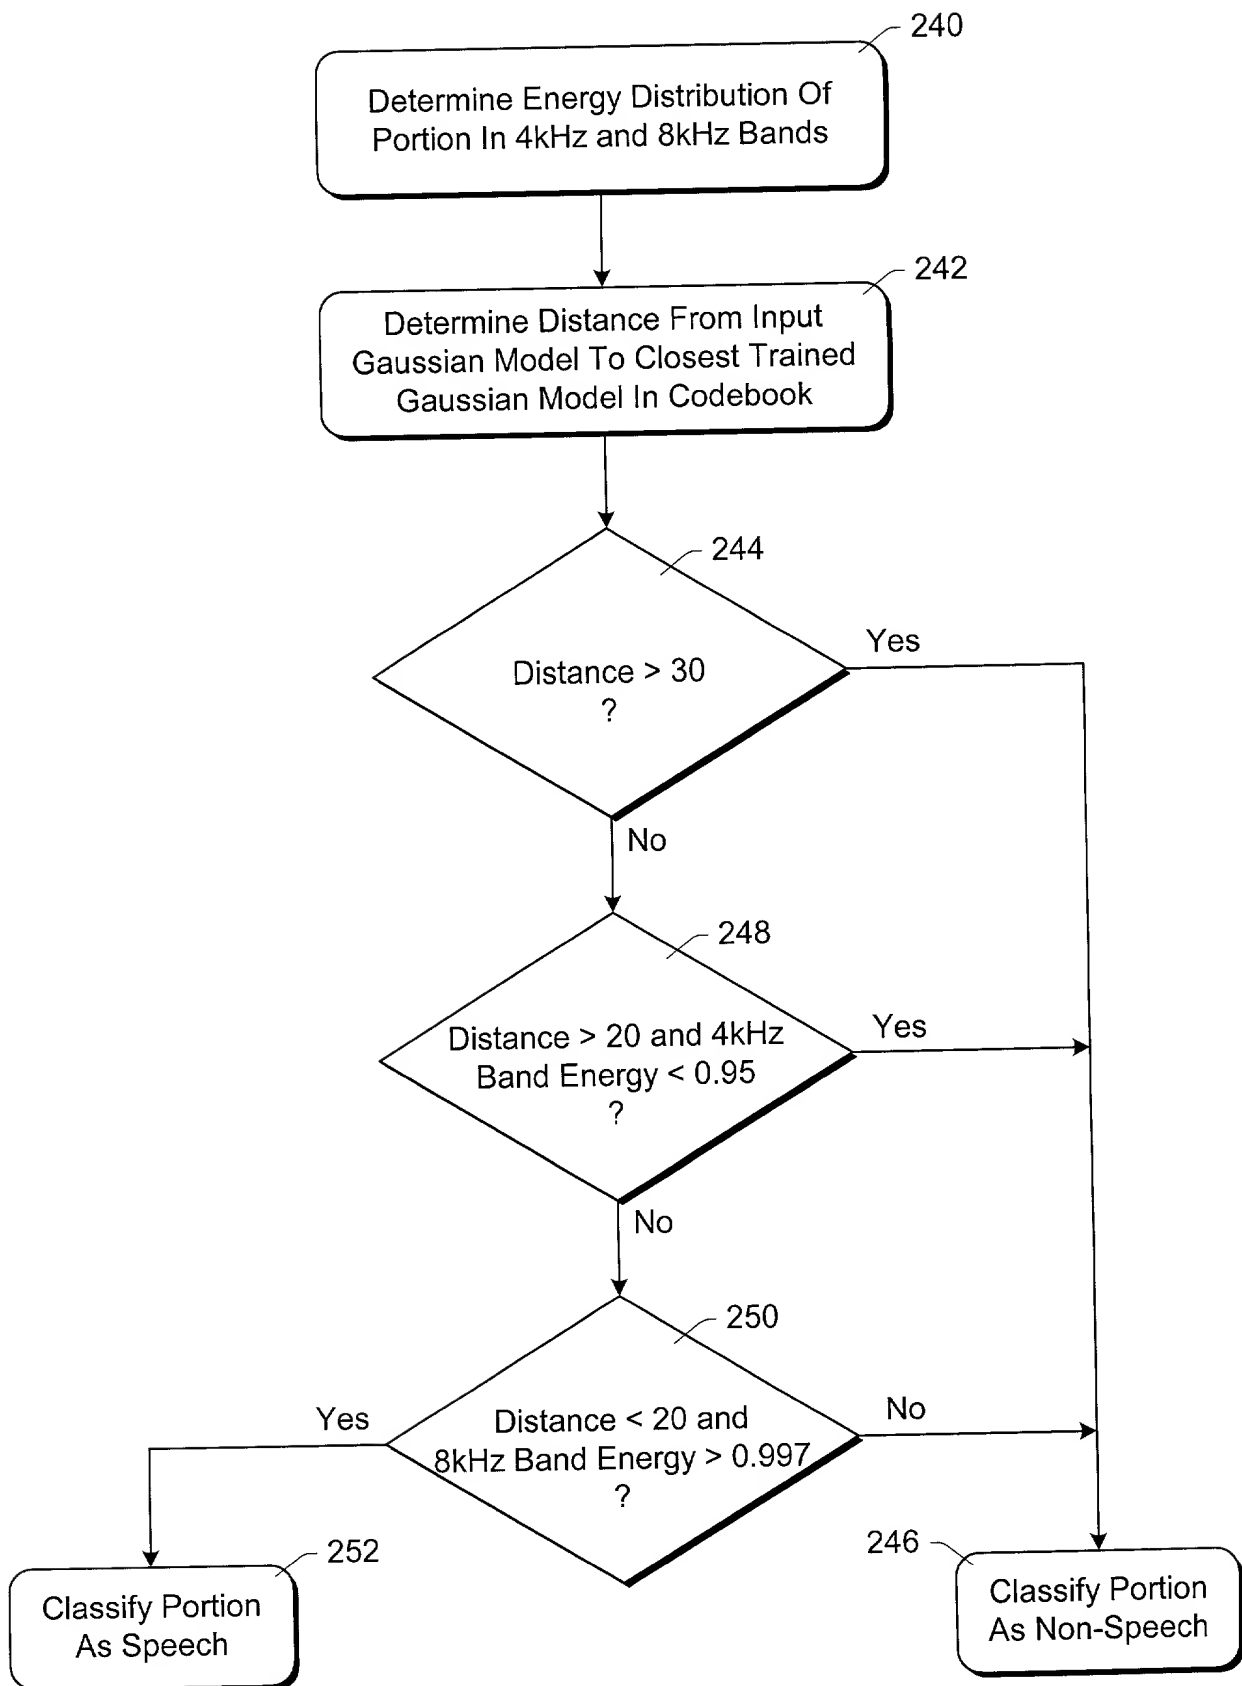 240
Determine Energy Distribution Of
Portion In 4kHz and 8kHz Bands
242
Determine Distance From Input
Gaussian Model To Closest Trained
Gaussian Model In Codebook
244
Yes
Distance > 30
?
No
248
Yes
Distance > 20 and 4kHz
Band Energy < 0.95
?
No
250
Yes
No
Distance < 20 and
8kHz Band Energy > 0.997
?
252
246
Classify Portion
As Speech
Classify Portion
As Non-Speech